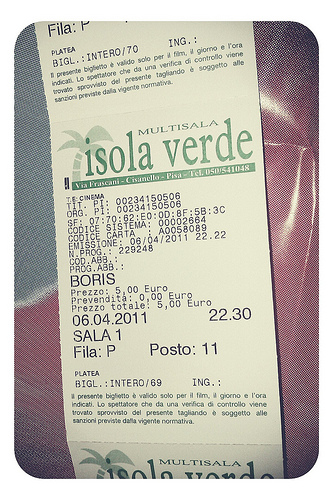 Fila: P
PLATEA
BIGL.:INTERO/70 ING.:
Il presente biglietto è valido solo per il film, il giorno e l'ora
indicati. Lo spettatore che da una verifica di controllo viene
trovato sprovvisto del presente tagliando è soggetto alle
sanzioni previste dalla vigente normativa.
MULTISALA
isola verde
Via Frascani - Cisanello - Pisa - Tel. 050/541048
T.E. CINEMA
TIT. PI: 00234150506
ORG. PI: 00234150506
SF: 07:70:62:E0:0D:8F:5B:3C
CODICE SISTEMA: 00002664
CODICE CARTA : A0058089
EMISSIONE: 06/04/2011 22.22
N.PROG.: 229248
COD.ABB.:
PROG.ABB.:
BORIS
Prezzo: 5,00 Euro
Prevendita: 0,00 Euro
Prezzo totale: 5,00 Euro
06.04.2011 22.30
SALA 1
Fila: P Posto: 11
PLATEA
BIGL.:INTERO/69 ING.:
Il presente biglietto è valido solo per il film, il giorno e l'ora
indicati. Lo spettatore che da una verifica di controllo viene
trovato sprovvisto del presente tagliando è soggetto alle
sanzioni previste dalla vigente normativa.
MULTISALA
isola verde